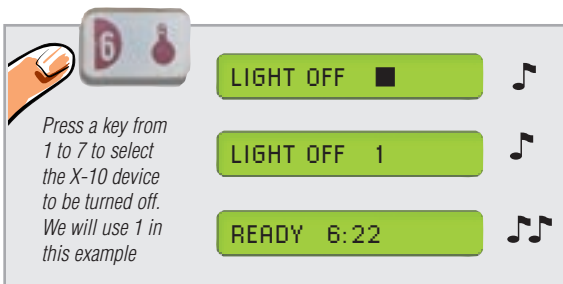 6
LIGHT OFF ■
Press a key from
1 to 7 to select
the X-10 device
to be turned off.
We will use 1 in
this example
LIGHT OFF 1
READY 6:22